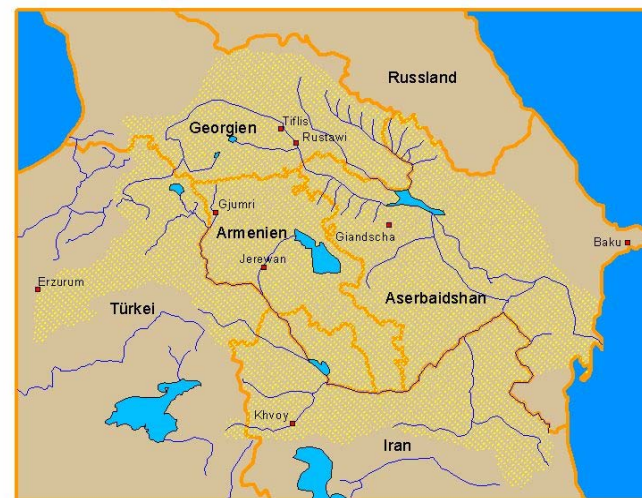 Russland
Tiflis
Georgien
Rustawi
Gjumri
Armenien
Giandscha
Baku
Jerewan
Erzurum
Aserbaidshan
Türkei
Khvoy
Iran